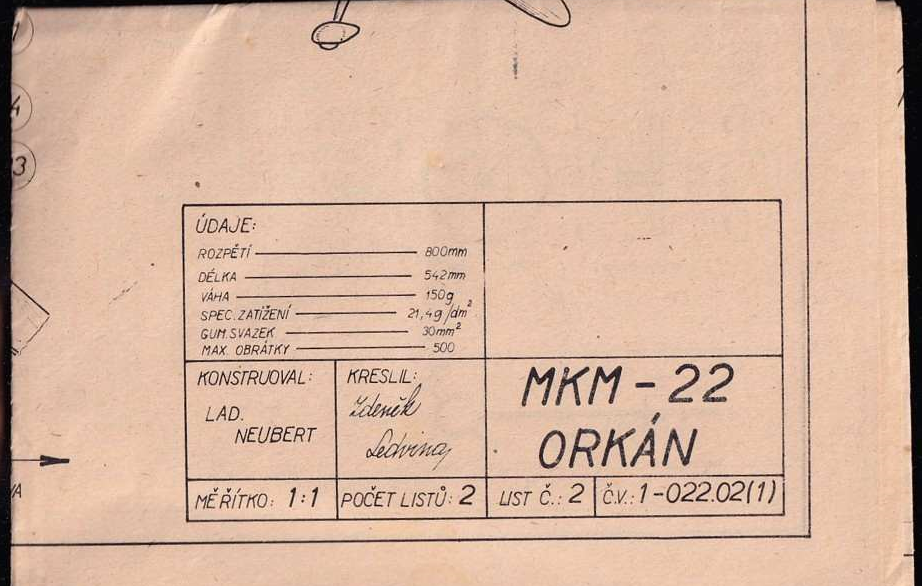 4
3
ÚDAJE:
ROZPĚTÍ 800mm
DÉLKA 542mm
VÁHA 150g
SPEC. ZATÍŽENÍ 21,4g/dm²
GUM. SVAZEK 30mm²
MAX. OBRÁTKY 500
KONSTRUOVAL:
LAD.
NEUBERT
KRESLIL:
Zdeněk
Ledvina
MKM-22
ORKÁN
MĚŘÍTKO: 1:1
POČET LISTŮ: 2
LIST Č.: 2
Č.V.: 1-022.02(1)